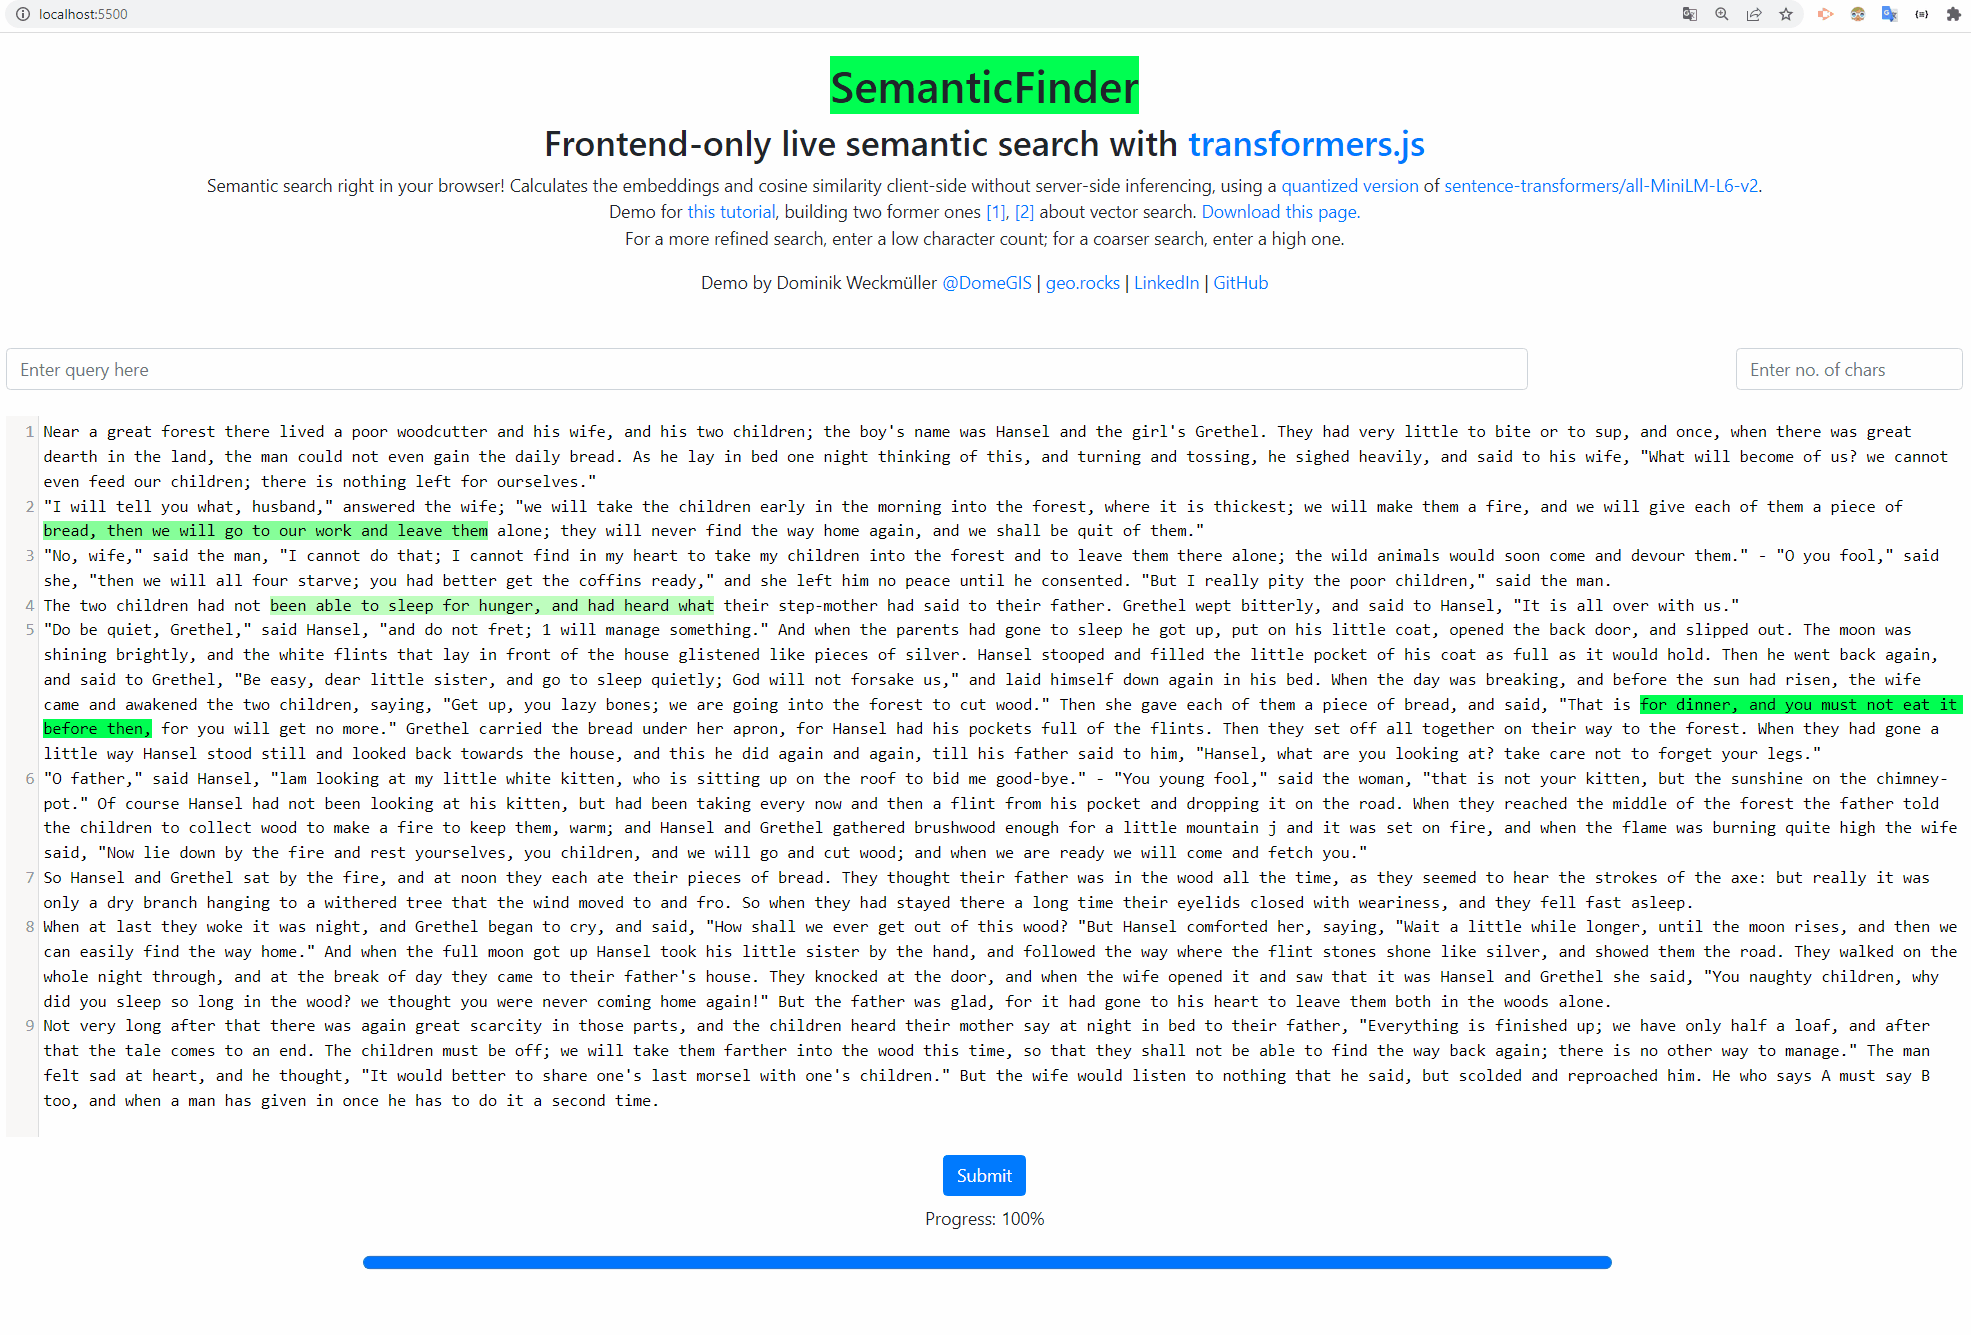 localhost:5500
SemanticFinder
Frontend-only live semantic search with transformers.js
Semantic search right in your browser! Calculates the embeddings and cosine similarity client-side without server-side inferencing, using a quantized version of sentence-transformers/all-MiniLM-L6-v2.
Demo for this tutorial, building two former ones [1], [2] about vector search. Download this page.
For a more refined search, enter a low character count; for a coarser search, enter a high one.
Demo by Dominik Weckmüller @DomeGIS | geo.rocks | LinkedIn | GitHub
Enter query here
Enter no. of chars
1 Near a great forest there lived a poor woodcutter and his wife, and his two children; the boy's name was Hansel and the girl's Grethel. They had very little to bite or to sup, and once, when there was great
dearth in the land, the man could not even gain the daily bread. As he lay in bed one night thinking of this, and turning and tossing, he sighed heavily, and said to his wife, "What will become of us? we cannot
even feed our children; there is nothing left for ourselves."
2 "I will tell you what, husband," answered the wife; "we will take the children early in the morning into the forest, where it is thickest; we will make them a fire, and we will give each of them a piece of
bread, then we will go to our work and leave them alone; they will never find the way home again, and we shall be quit of them."
3 "No, wife," said the man, "I cannot do that; I cannot find in my heart to take my children into the forest and to leave them there alone; the wild animals would soon come and devour them." - "O you fool," said
she, "then we will all four starve; you had better get the coffins ready," and she left him no peace until he consented. "But I really pity the poor children," said the man.
4 The two children had not been able to sleep for hunger, and had heard what their step-mother had said to their father. Grethel wept bitterly, and said to Hansel, "It is all over with us."
5 "Do be quiet, Grethel," said Hansel, "and do not fret; 1 will manage something." And when the parents had gone to sleep he got up, put on his little coat, opened the back door, and slipped out. The moon was
shining brightly, and the white flints that lay in front of the house glistened like pieces of silver. Hansel stooped and filled the little pocket of his coat as full as it would hold. Then he went back again,
and said to Grethel, "Be easy, dear little sister, and go to sleep quietly; God will not forsake us," and laid himself down again in his bed. When the day was breaking, and before the sun had risen, the wife
came and awakened the two children, saying, "Get up, you lazy bones; we are going into the forest to cut wood." Then she gave each of them a piece of bread, and said, "That is for dinner, and you must not eat it
before then, for you will get no more." Grethel carried the bread under her apron, for Hansel had his pockets full of the flints. Then they set off all together on their way to the forest. When they had gone a
little way Hansel stood still and looked back towards the house, and this he did again and again, till his father said to him, "Hansel, what are you looking at? take care not to forget your legs."
6 "O father," said Hansel, "lam looking at my little white kitten, who is sitting up on the roof to bid me good-bye." - "You young fool," said the woman, "that is not your kitten, but the sunshine on the chimney-
pot." Of course Hansel had not been looking at his kitten, but had been taking every now and then a flint from his pocket and dropping it on the road. When they reached the middle of the forest the father told
the children to collect wood to make a fire to keep them, warm; and Hansel and Grethel gathered brushwood enough for a little mountain j and it was set on fire, and when the flame was burning quite high the wife
said, "Now lie down by the fire and rest yourselves, you children, and we will go and cut wood; and when we are ready we will come and fetch you."
7 So Hansel and Grethel sat by the fire, and at noon they each ate their pieces of bread. They thought their father was in the wood all the time, as they seemed to hear the strokes of the axe: but really it was
only a dry branch hanging to a withered tree that the wind moved to and fro. So when they had stayed there a long time their eyelids closed with weariness, and they fell fast asleep.
8 When at last they woke it was night, and Grethel began to cry, and said, "How shall we ever get out of this wood? "But Hansel comforted her, saying, "Wait a little while longer, until the moon rises, and then we
can easily find the way home." And when the full moon got up Hansel took his little sister by the hand, and followed the way where the flint stones shone like silver, and showed them the road. They walked on the
whole night through, and at the break of day they came to their father's house. They knocked at the door, and when the wife opened it and saw that it was Hansel and Grethel she said, "You naughty children, why
did you sleep so long in the wood? we thought you were never coming home again!" But the father was glad, for it had gone to his heart to leave them both in the woods alone.
9 Not very long after that there was again great scarcity in those parts, and the children heard their mother say at night in bed to their father, "Everything is finished up; we have only half a loaf, and after
that the tale comes to an end. The children must be off; we will take them farther into the wood this time, so that they shall not be able to find the way back again; there is no other way to manage." The man
felt sad at heart, and he thought, "It would better to share one's last morsel with one's children." But the wife would listen to nothing that he said, but scolded and reproached him. He who says A must say B
too, and when a man has given in once he has to do it a second time.
Submit
Progress: 100%